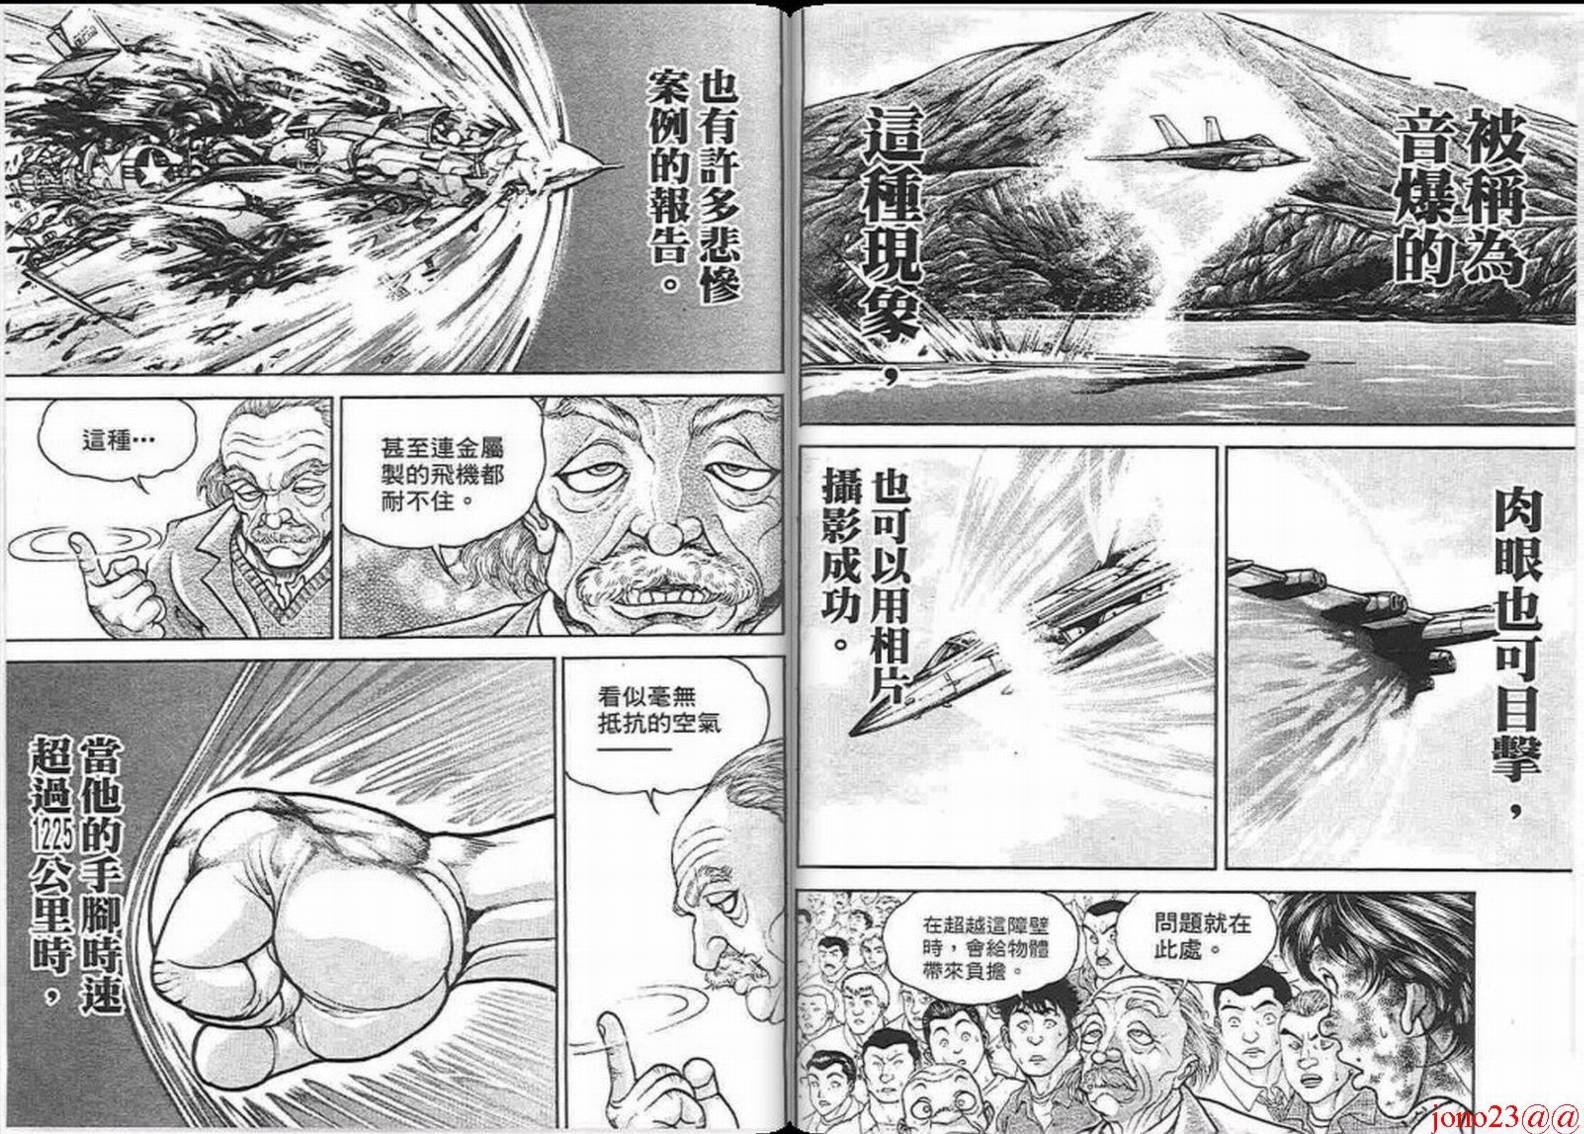 被稱為
音爆的
這種現象，
肉眼也可目擊，
也可以用相片
攝影成功。
問題就在
此處。
在超越這障壁
時，會給物體
帶來負擔。
也有許多悲慘
案例的報告。
甚至連金屬
製的飛機都
耐不住。
這種…
看似毫無
抵抗的空氣
——
當他的手腳時速
超過1225公里時，
jono23@@